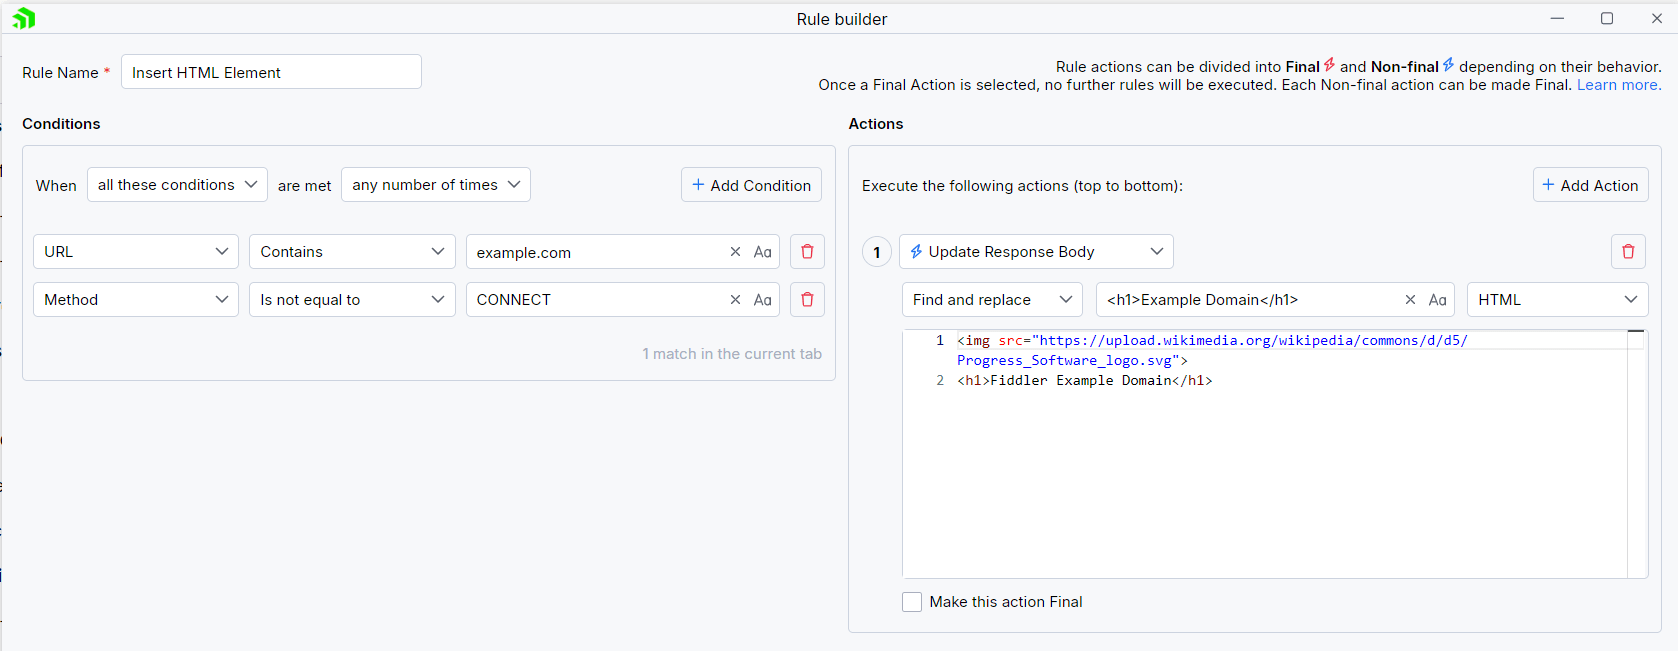 Rule builder
Rule Name * Insert HTML Element
Rule actions can be divided into Final and Non-final depending on their behavior.
Once a Final Action is selected, no further rules will be executed. Each Non-final action can be made Final. Learn more.
Conditions
When all these conditions are met any number of times + Add Condition
URL Contains example.com Aa
Method Is not equal to CONNECT Aa
1 match in the current tab
Actions
Execute the following actions (top to bottom): + Add Action
1 Update Response Body
Find and replace <h1>Example Domain</h1> Aa HTML
1 <img src="https://upload.wikimedia.org/wikipedia/commons/d/d5/
Progress_Software_logo.svg">
2 <h1>Fiddler Example Domain</h1>
Make this action Final